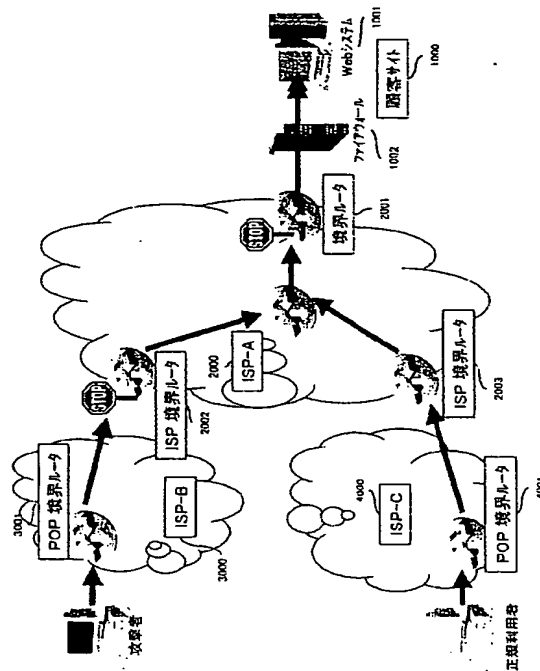 攻撃者
3001
POP 境界ルータ
ISP-B
3000
STOP
ISP 境界ルータ
2002
2000
ISP-A
STOP
境界ルータ
2001
ファイアウォール
1002
Webシステム
1001
顧客サイト
1000
正規利用者
POP 境界ルータ
4001
4000
ISP-C
ISP 境界ルータ
2003